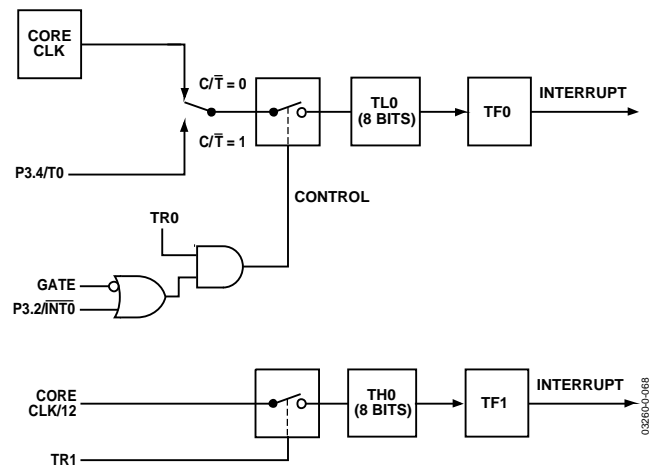 CORE
CLK
C/T̅ = 0
TL0
(8 BITS)
TF0
INTERRUPT
C/T̅ = 1
P3.4/T0
CONTROL
TR0
GATE
P3.2/I̅N̅T̅0̅
CORE
CLK/12
TH0
(8 BITS)
TF1
INTERRUPT
TR1
03260-0-068